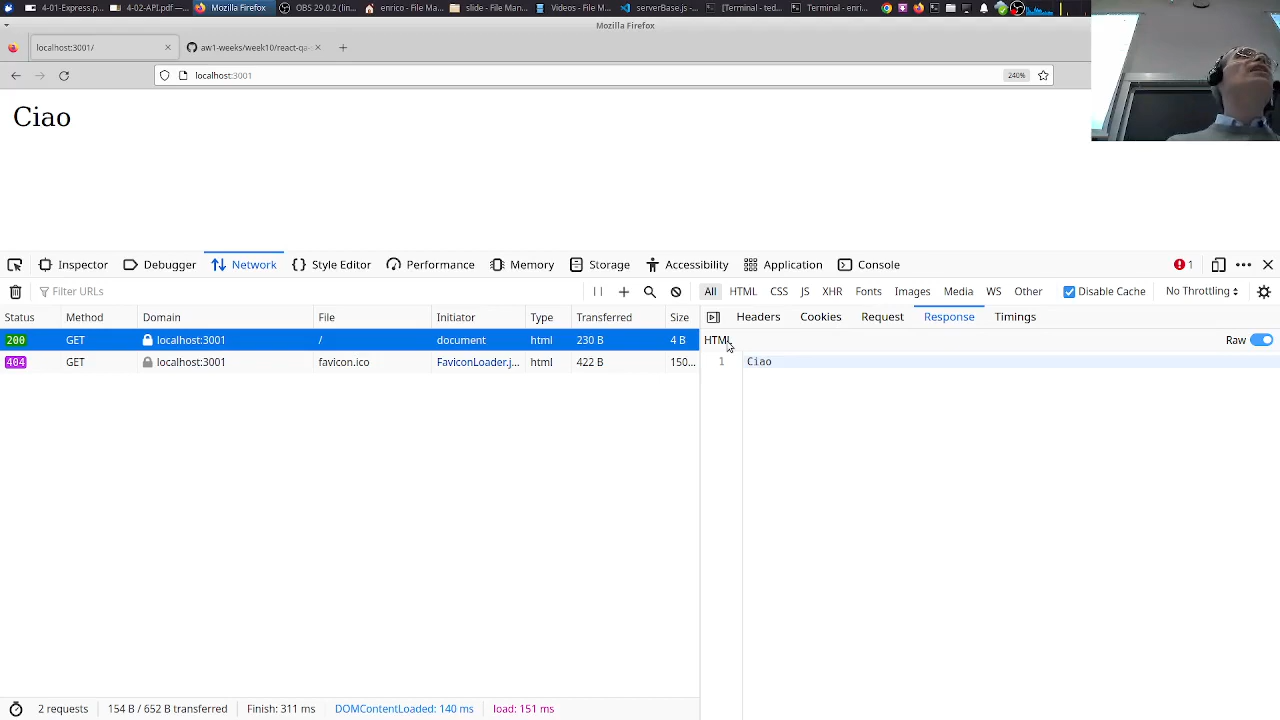 4-01-Express.p...
4-02-API.pdf —...
Mozilla Firefox
OBS 29.0.2 (lin...
enrico - File Ma...
slide - File Man...
Videos - File M...
serverBase.js -...
[Terminal - ted...
Terminal - enri...
Mozilla Firefox
localhost:3001/
aw1-weeks/week10/react-qa-
localhost:3001
240%
Ciao
Inspector
Debugger
Network
Style Editor
Performance
Memory
Storage
Accessibility
Application
Console
1
Filter URLs
All
HTML
CSS
JS
XHR
Fonts
Images
Media
WS
Other
Disable Cache
No Throttling
Status
Method
Domain
File
Initiator
Type
Transferred
Size
Headers
Cookies
Request
Response
Timings
200
GET
localhost:3001
/
document
html
230 B
4 B
404
GET
localhost:3001
favicon.ico
FaviconLoader.j...
html
422 B
150...
HTML
Raw
1
Ciao
2 requests
154 B / 652 B transferred
Finish: 311 ms
DOMContentLoaded: 140 ms
load: 151 ms